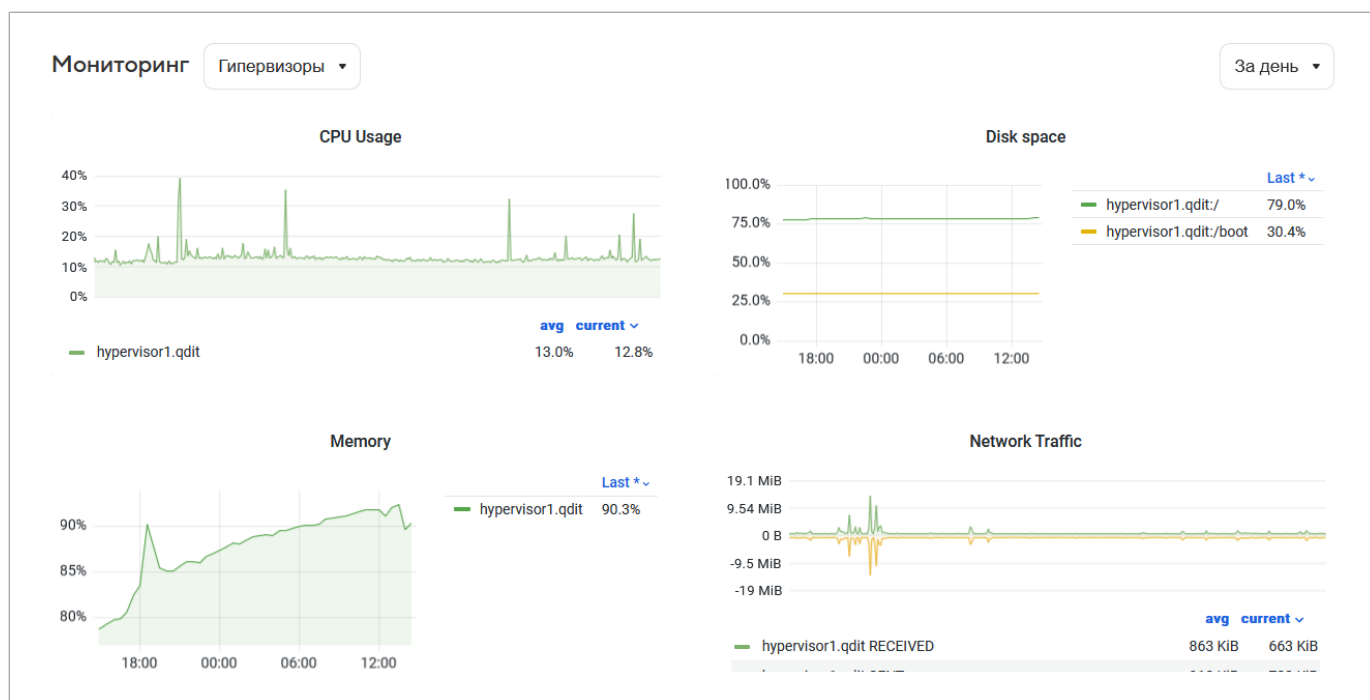 Мониторинг Гипервизоры За день
CPU Usage
40%
30%
20%
10%
0%
avg current
hypervisor1.qdit 13.0% 12.8%
Disk space
Last *
100.0%
75.0%
50.0%
25.0%
0.0%
18:00 00:00 06:00 12:00
hypervisor1.qdit:/ 79.0%
hypervisor1.qdit:/boot 30.4%
Memory
Last *
hypervisor1.qdit 90.3%
90%
85%
80%
18:00 00:00 06:00 12:00
Network Traffic
19.1 MiB
9.54 MiB
0 B
-9.5 MiB
-19 MiB
avg current
hypervisor1.qdit RECEIVED 863 KiB 663 KiB